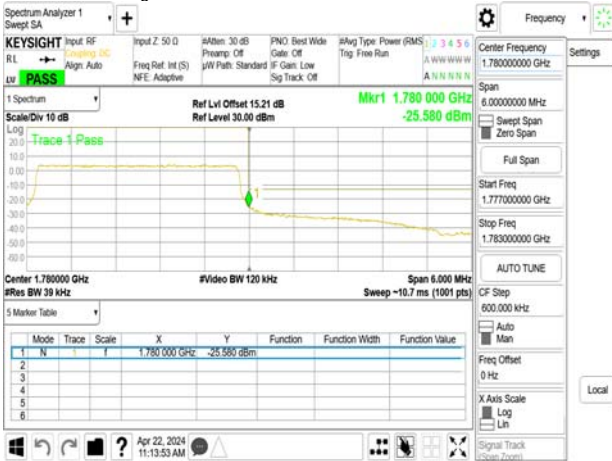 Spectrum Analyzer 1
Swept SA
Frequency
KEYSIGHT
RL
PASS
Input: RF
Coupling: DC
Align: Auto
Input Z: 50 Ω
Freq Ref: Int (S)
NFE: Adaptive
#Atten: 30 dB
Preamp: Off
µW Path: Standard
PNO: Best Wide
Gate: Off
IF Gain: Low
Sig Track: Off
#Avg Type: Power (RMS
Trig: Free Run
1 2 3 4 5 6
A W W W W W
A N N N N N
1 Spectrum
Scale/Div 10 dB
Ref Lvl Offset 15.21 dB
Ref Level 30.00 dBm
Mkr1 1.780 000 GHz
-25.580 dBm
Log
Trace 1 Pass
20.0
10.0
0.00
-10.0
-20.0
-30.0
-40.0
-50.0
-60.0
1
Center 1.780000 GHz
#Res BW 39 kHz
#Video BW 120 kHz
Span 6.000 MHz
Sweep ~10.7 ms (1001 pts)
5 Marker Table
Mode Trace Scale X Y Function Function Width Function Value
1 N 1 f 1.780 000 GHz -25.580 dBm
2
3
4
5
6
Apr 22, 2024
11:13:53 AM
Center Frequency
1.780000000 GHz
Settings
Span
6.00000000 MHz
Swept Span
Zero Span
Full Span
Start Freq
1.777000000 GHz
Stop Freq
1.783000000 GHz
AUTO TUNE
CF Step
600.000 kHz
Auto
Man
Freq Offset
0 Hz
X Axis Scale
Log
Lin
Local
Signal Track
(Span Zoom)